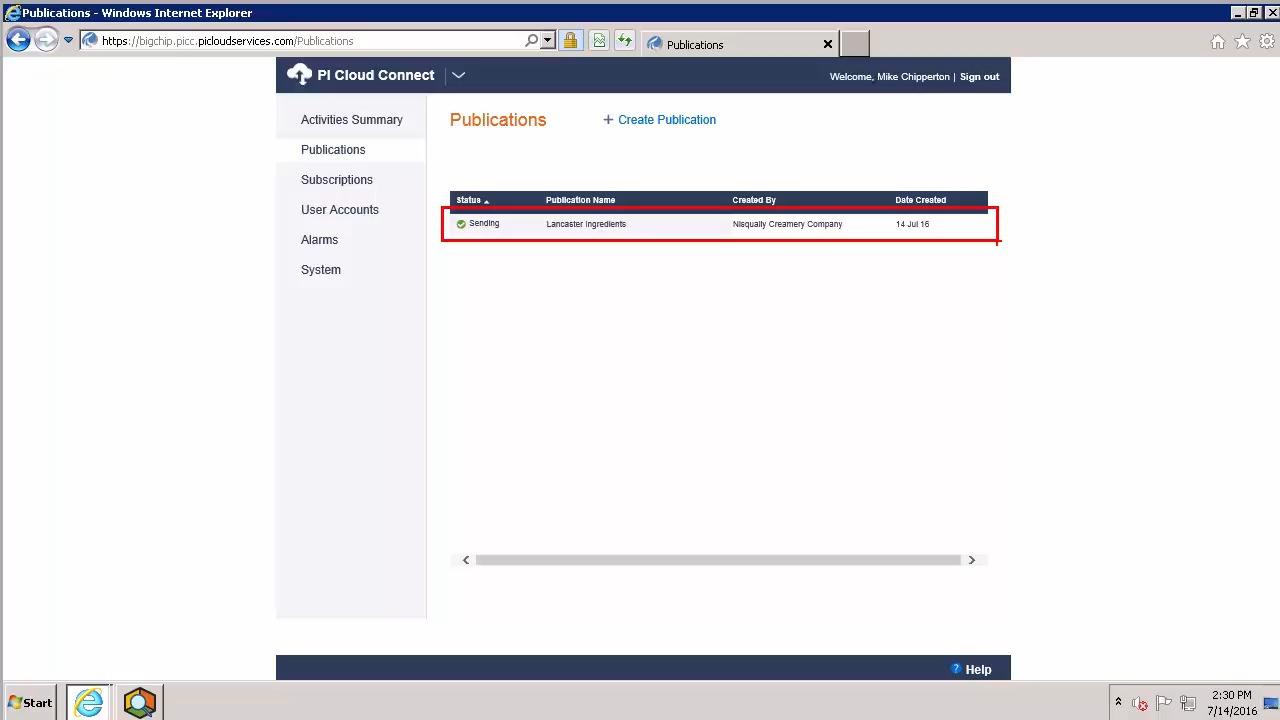 Publications - Windows Internet Explorer
https://bigchip.picc.picloudservices.com/Publications
Publications
PI Cloud Connect
Welcome, Mike Chipperton | Sign out
Activities Summary
Publications
Subscriptions
User Accounts
Alarms
System
Publications
+ Create Publication
Status Publication Name Created By Date Created
Sending Lancaster Ingredients Nisqually Creamery Company 14 Jul 16
? Help
Start
2:30 PM
7/14/2016